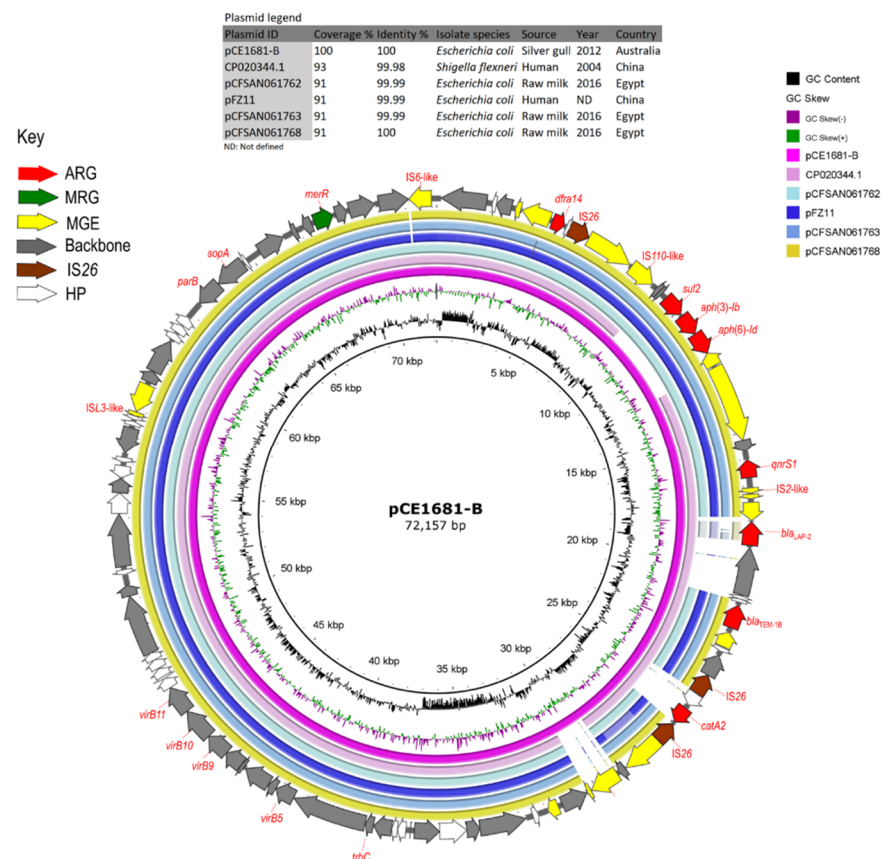 Plasmid legend
Plasmid ID Coverage % Identity % Isolate species Source Year Country
pCE1681-B 100 100 Escherichia coli Silver gull 2012 Australia
CP020344.1 93 99.98 Shigella flexneri Human 2004 China
pCFSAN061762 91 99.99 Escherichia coli Raw milk 2016 Egypt
pFZ11 91 99.99 Escherichia coli Human ND China
pCFSAN061763 91 99.99 Escherichia coli Raw milk 2016 Egypt
pCFSAN061768 91 100 Escherichia coli Raw milk 2016 Egypt
ND: Not defined
Key
ARG
MRG
MGE
Backbone
IS26
HP
GC Content
GC Skew
GC Skew(-)
GC Skew(+)
pCE1681-B
CP020344.1
pCFSAN061762
pFZ11
pCFSAN061763
pCFSAN061768
IS6-like
dfra14
IS26
IS110-like
sul2
aph(3)-Ib
aph(6)-Id
qnrS1
IS2-like
blaLAP-2
blaTEM-1B
IS26
catA2
IS26
trbC
virB5
virB9
virB10
virB11
ISL3-like
parB
sopA
merR
5 kbp
10 kbp
15 kbp
20 kbp
25 kbp
30 kbp
35 kbp
40 kbp
45 kbp
50 kbp
55 kbp
60 kbp
65 kbp
70 kbp
pCE1681-B
72,157 bp